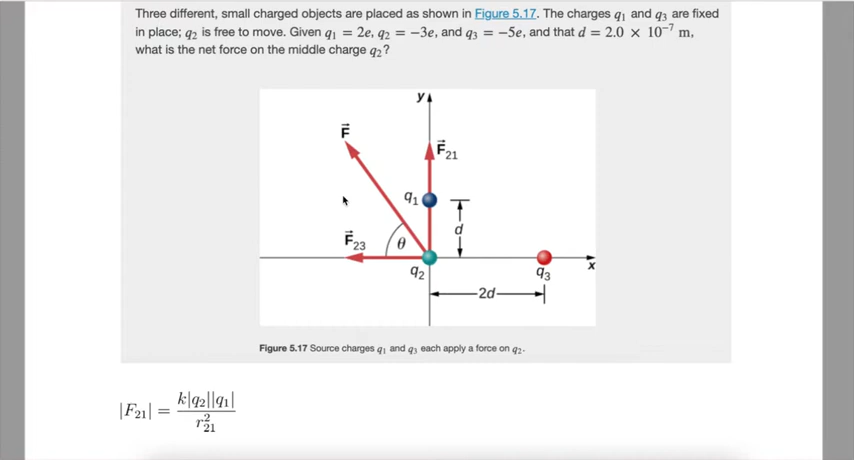 Three different, small charged objects are placed as shown in Figure 5.17. The charges q₁ and q₃ are fixed
in place; q₂ is free to move. Given q₁ = 2e, q₂ = −3e, and q₃ = −5e, and that d = 2.0 × 10⁻⁷ m,
what is the net force on the middle charge q₂?
y
F⃗
F⃗₂₁
q₁
d
F⃗₂₃
θ
x
q₂
q₃
2d
Figure 5.17 Source charges q₁ and q₃ each apply a force on q₂.
|F₂₁| = k|q₂||q₁| / r²₂₁